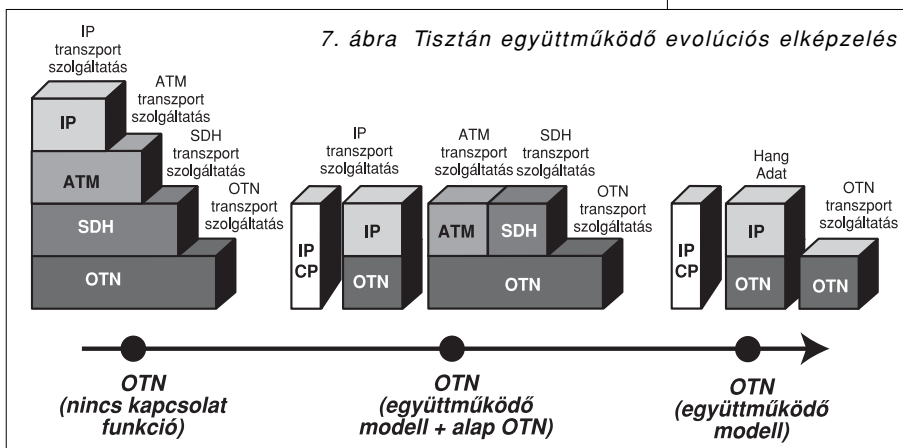 7. ábra Tisztán együttműködő evolúciós elképzelés
IP
transzport
szolgáltatás
ATM
transzport
szolgáltatás
SDH
transzport
szolgáltatás
OTN
transzport
szolgáltatás
IP
ATM
SDH
OTN
IP
transzport
szolgáltatás
ATM
transzport
szolgáltatás
SDH
transzport
szolgáltatás
OTN
transzport
szolgáltatás
IP
CP
IP
OTN
ATM
SDH
OTN
Hang
Adat
OTN
transzport
szolgáltatás
IP
CP
IP
OTN
OTN
OTN
(nincs kapcsolat
funkció)
OTN
(együttműködő
modell + alap OTN)
OTN
(együttműködő
modell)